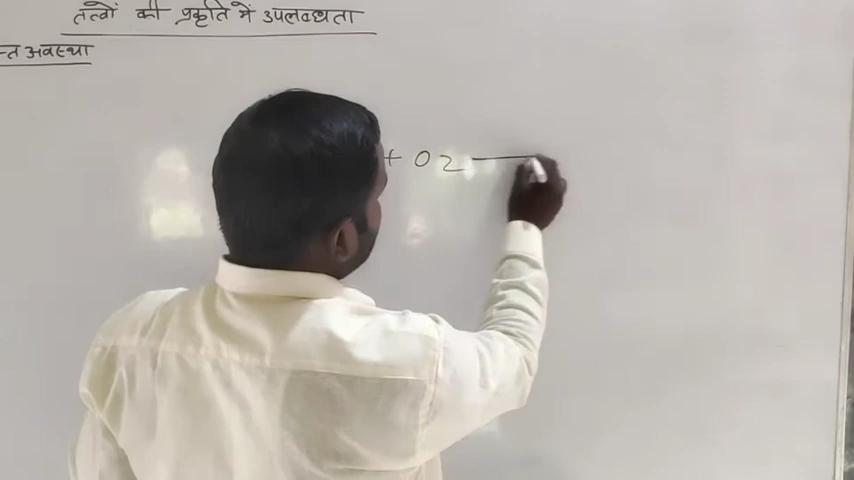 तत्वों की प्रकृति में उपलब्धता
अवस्था
+ O2